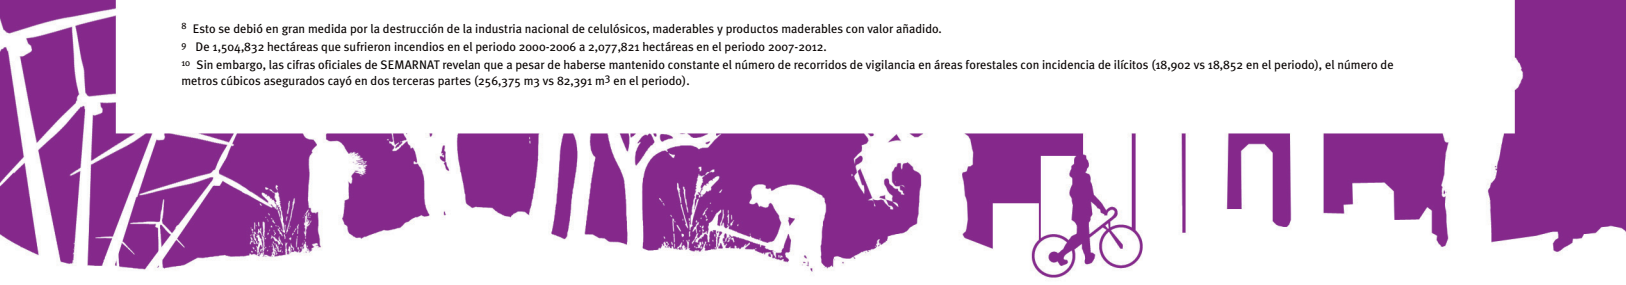 ⁸ Esto se debió en gran medida por la destrucción de la industria nacional de celulósicos, maderables y productos maderables con valor añadido.
⁹ De 1,504,832 hectáreas que sufrieron incendios en el periodo 2000-2006 a 2,077,821 hectáreas en el periodo 2007-2012.
¹⁰ Sin embargo, las cifras oficiales de SEMARNAT revelan que a pesar de haberse mantenido constante el número de recorridos de vigilancia en áreas forestales con incidencia de ilícitos (18,902 vs 18,852 en el periodo), el número de
metros cúbicos asegurados cayó en dos terceras partes (256,375 m3 vs 82,391 m³ en el periodo).